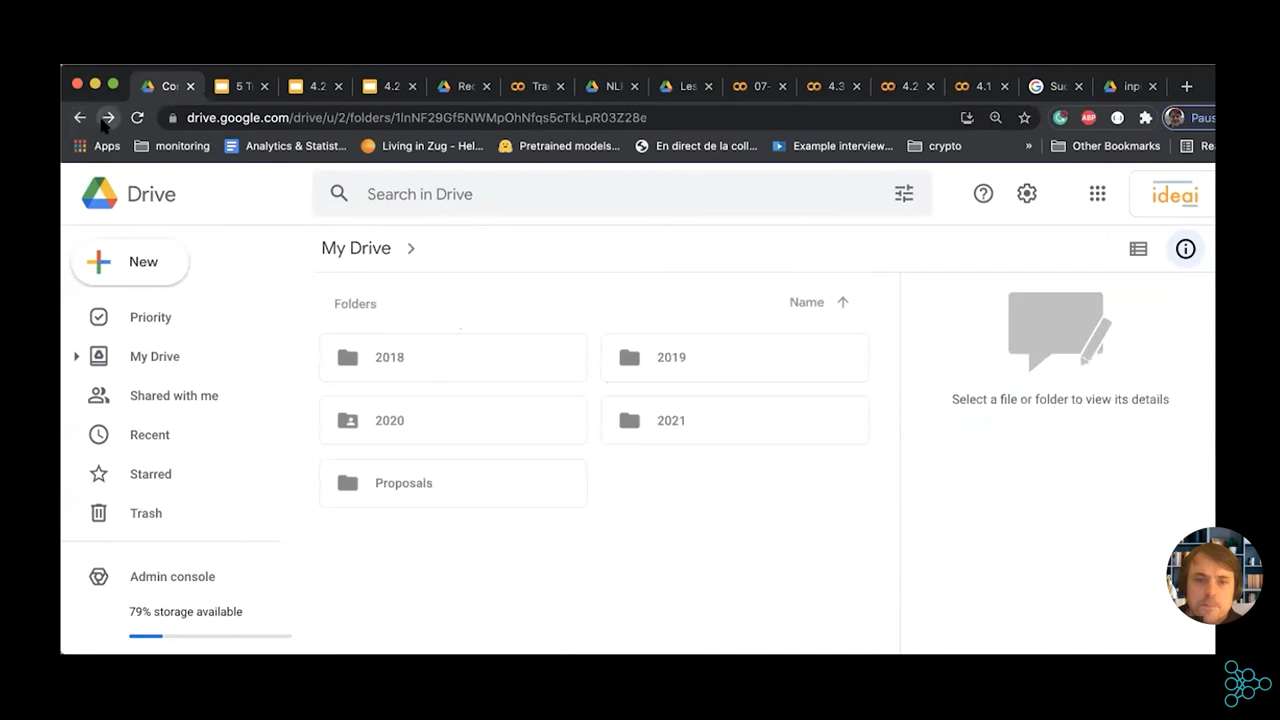 Co 5 T 4.2 4.2 Rec Tra NL Les 07- 4.3 4.2 4.1 Suc inp
drive.google.com/drive/u/2/folders/1lnNF29Gf5NWMpOhNfqs5cTkLpR03Z28e ABP Paus
Apps monitoring Analytics & Statist... Living in Zug - Hel... Pretrained models... En direct de la coll... Example interview... crypto » Other Bookmarks Re
Drive Search in Drive ideai
My Drive
New
Folders Name
Priority
2018 2019
My Drive
Shared with me
Select a file or folder to view its details
2020 2021
Recent
Starred
Proposals
Trash
Admin console
79% storage available